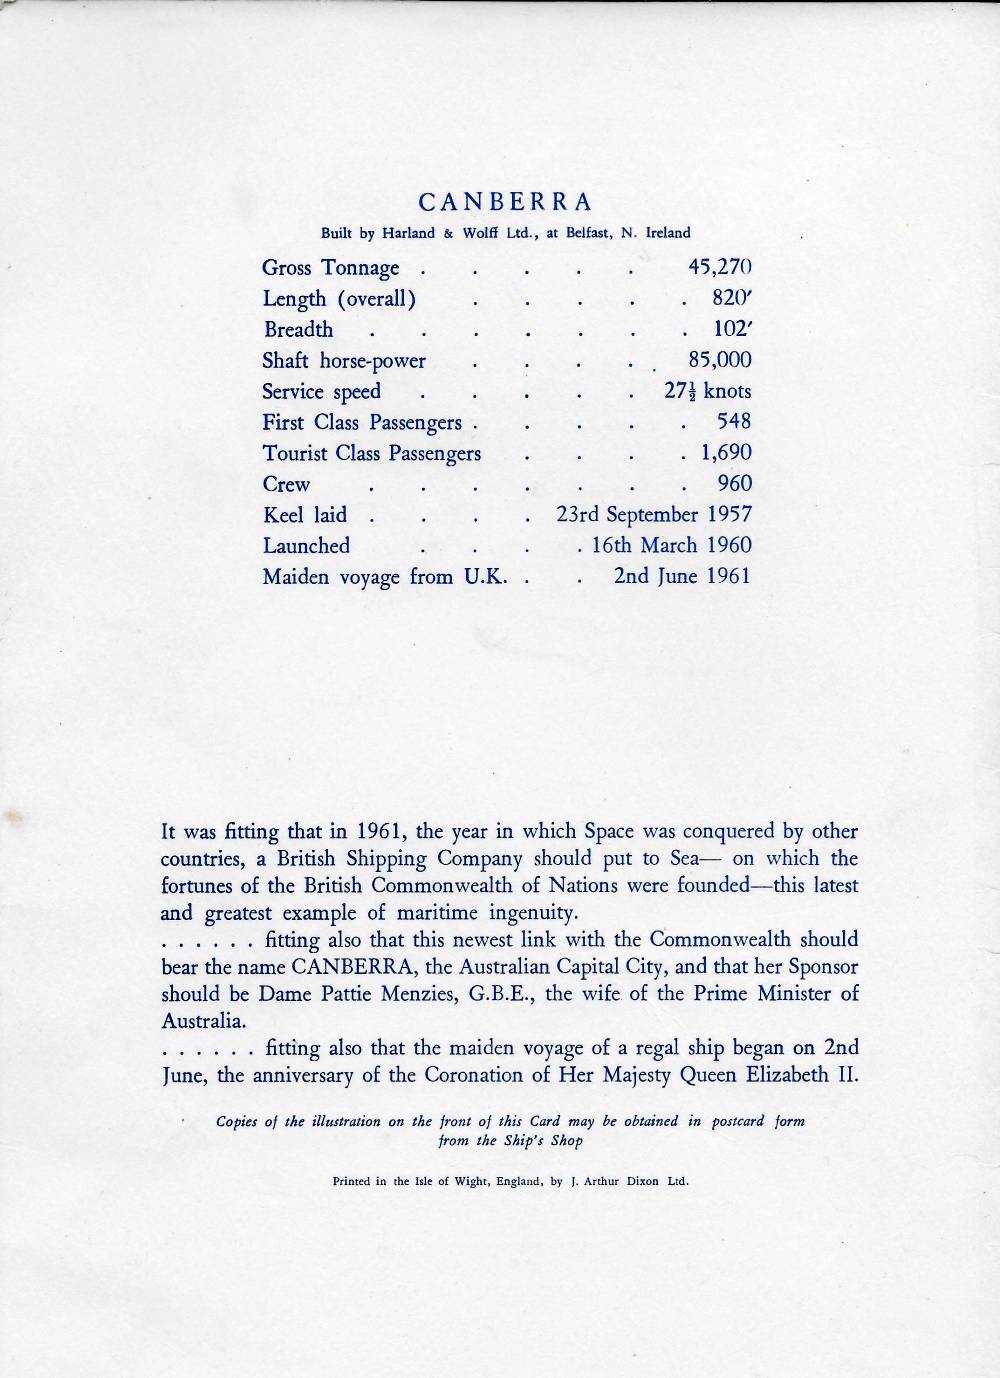 CANBERRA
Built by Harland & Wolff Ltd., at Belfast, N. Ireland
Gross Tonnage . . . . . 45,270
Length (overall) . . . . . 820′
Breadth . . . . . . . 102′
Shaft horse-power . . . . . 85,000
Service speed . . . . . 27½ knots
First Class Passengers . . . . . 548
Tourist Class Passengers . . . . 1,690
Crew . . . . . . . 960
Keel laid . . . . 23rd September 1957
Launched . . . . 16th March 1960
Maiden voyage from U.K. . . 2nd June 1961
It was fitting that in 1961, the year in which Space was conquered by other
countries, a British Shipping Company should put to Sea— on which the
fortunes of the British Commonwealth of Nations were founded—this latest
and greatest example of maritime ingenuity.
. . . . . . fitting also that this newest link with the Commonwealth should
bear the name CANBERRA, the Australian Capital City, and that her Sponsor
should be Dame Pattie Menzies, G.B.E., the wife of the Prime Minister of
Australia.
. . . . . . fitting also that the maiden voyage of a regal ship began on 2nd
June, the anniversary of the Coronation of Her Majesty Queen Elizabeth II.
Copies of the illustration on the front of this Card may be obtained in postcard form
from the Ship's Shop
Printed in the Isle of Wight, England, by J. Arthur Dixon Ltd.